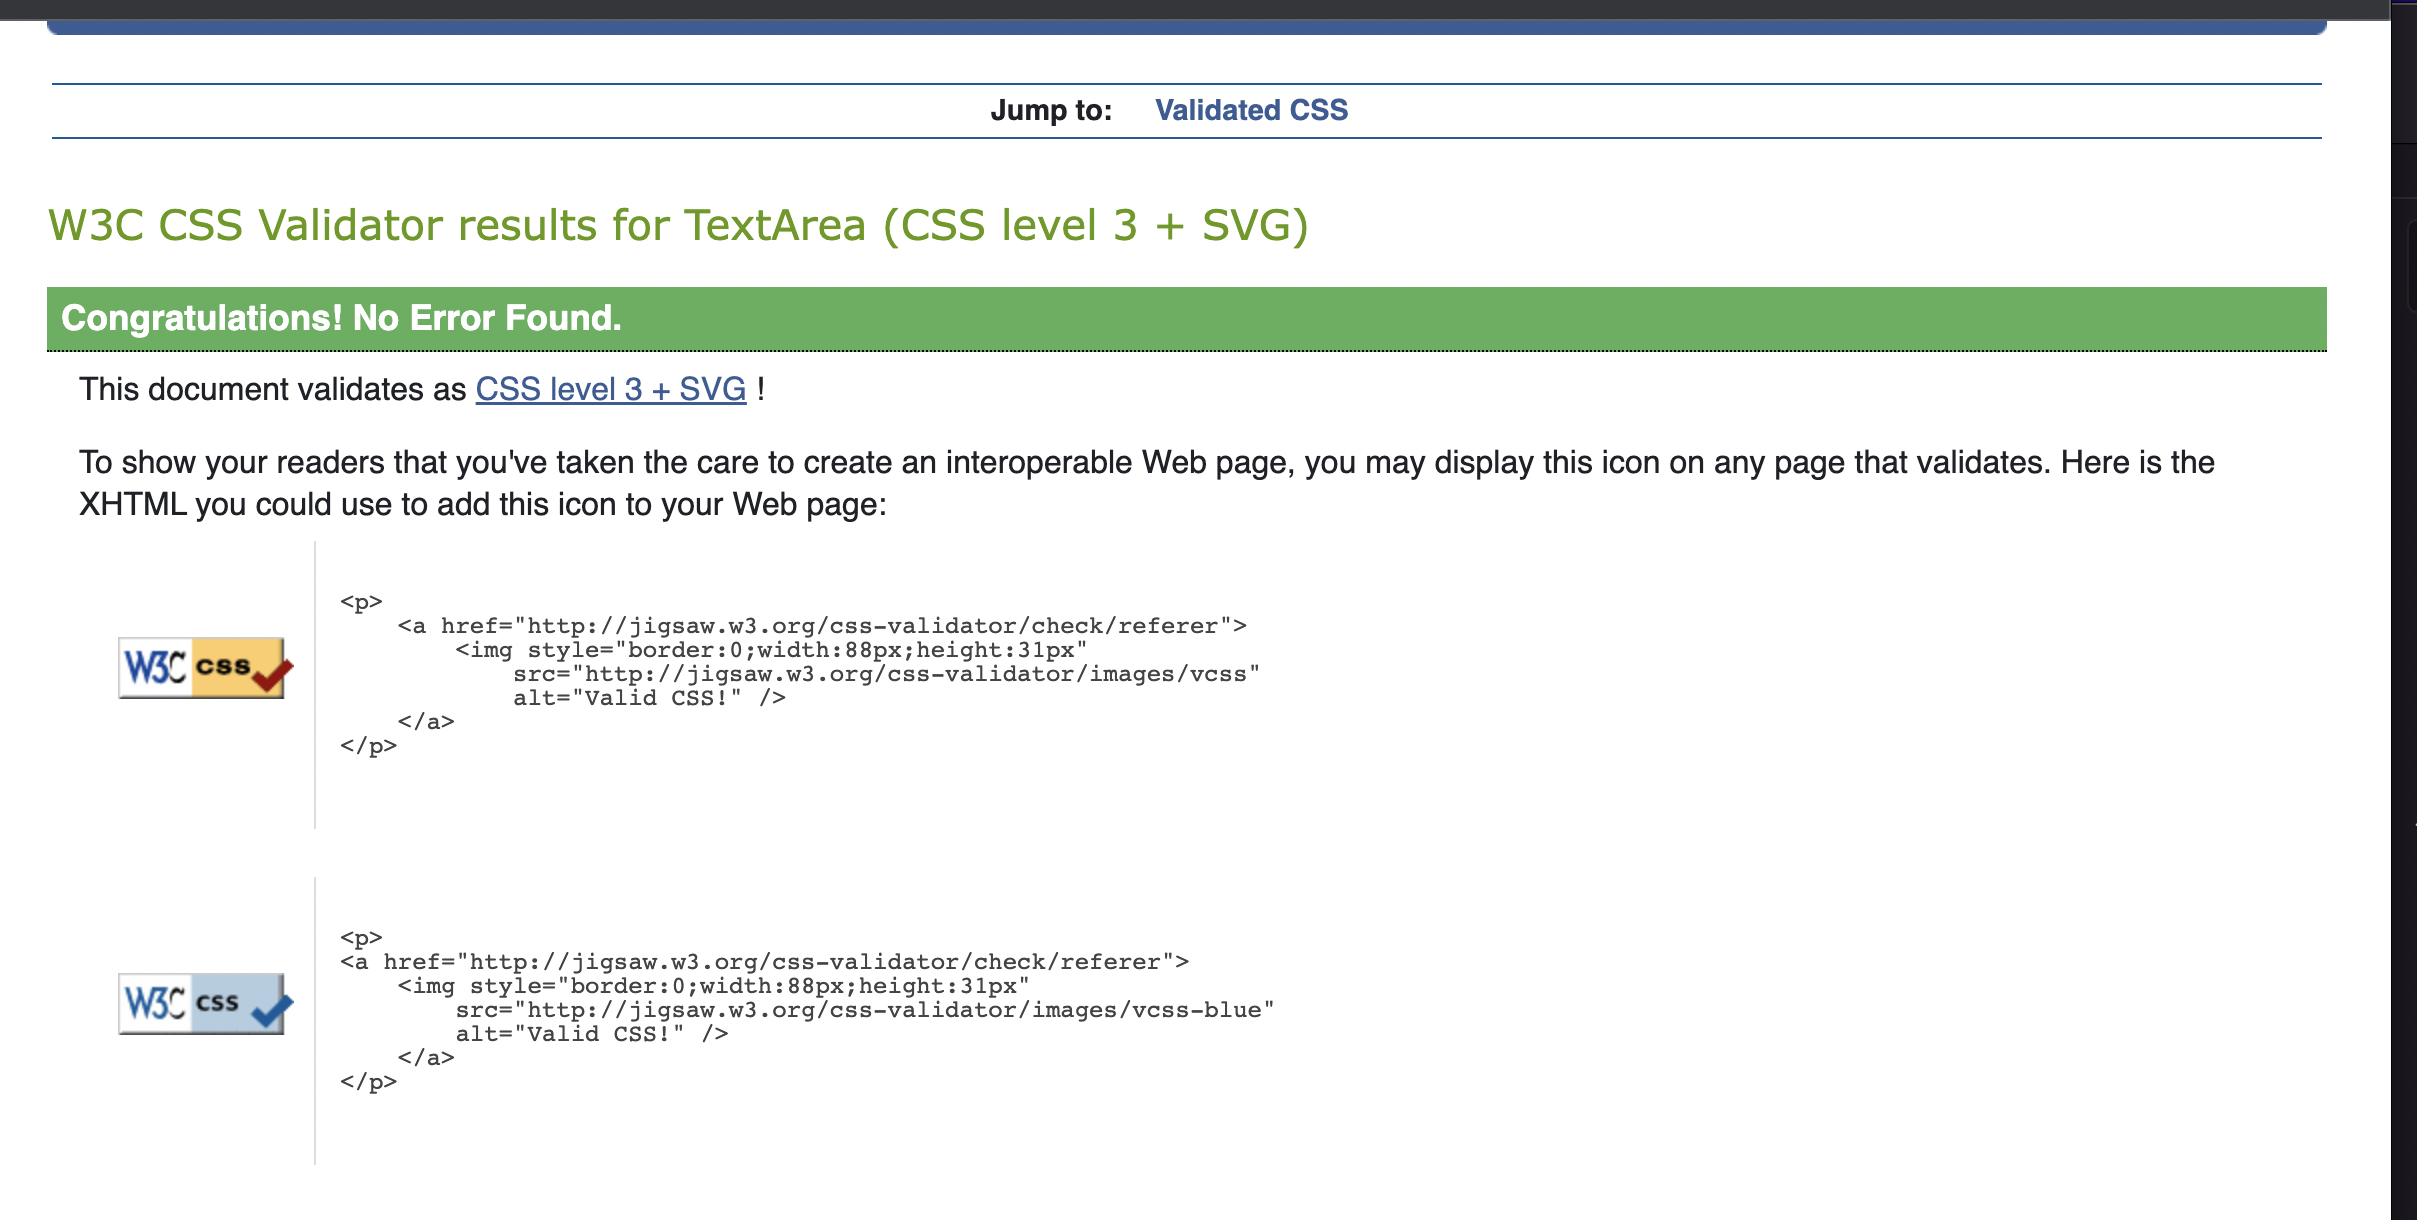 Jump to: Validated CSS
W3C CSS Validator results for TextArea (CSS level 3 + SVG)
Congratulations! No Error Found.
This document validates as CSS level 3 + SVG !
To show your readers that you've taken the care to create an interoperable Web page, you may display this icon on any page that validates. Here is the
XHTML you could use to add this icon to your Web page:
W3C css
<p>
    <a href="http://jigsaw.w3.org/css-validator/check/referer">
        <img style="border:0;width:88px;height:31px"
            src="http://jigsaw.w3.org/css-validator/images/vcss"
            alt="Valid CSS!" />
    </a>
</p>
W3C css
<p>
<a href="http://jigsaw.w3.org/css-validator/check/referer">
    <img style="border:0;width:88px;height:31px"
        src="http://jigsaw.w3.org/css-validator/images/vcss-blue"
        alt="Valid CSS!" />
    </a>
</p>